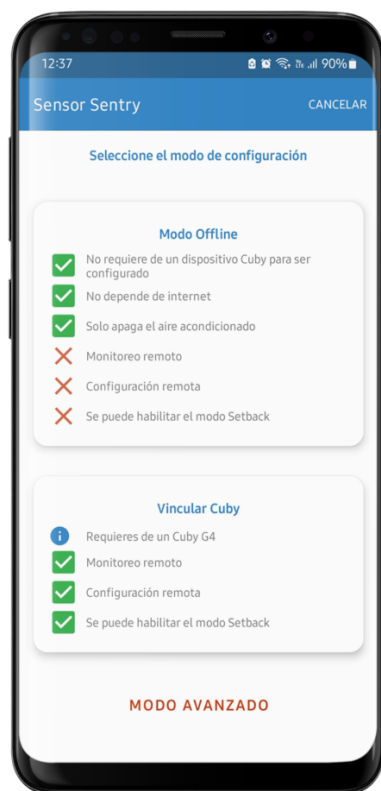 12:37
90%
Sensor Sentry
CANCELAR
Seleccione el modo de configuración
Modo Offline
No requiere de un dispositivo Cuby para ser
configurado
No depende de internet
Solo apaga el aire acondicionado
Monitoreo remoto
Configuración remota
Se puede habilitar el modo Setback
Vincular Cuby
Requieres de un Cuby G4
Monitoreo remoto
Configuración remota
Se puede habilitar el modo Setback
MODO AVANZADO